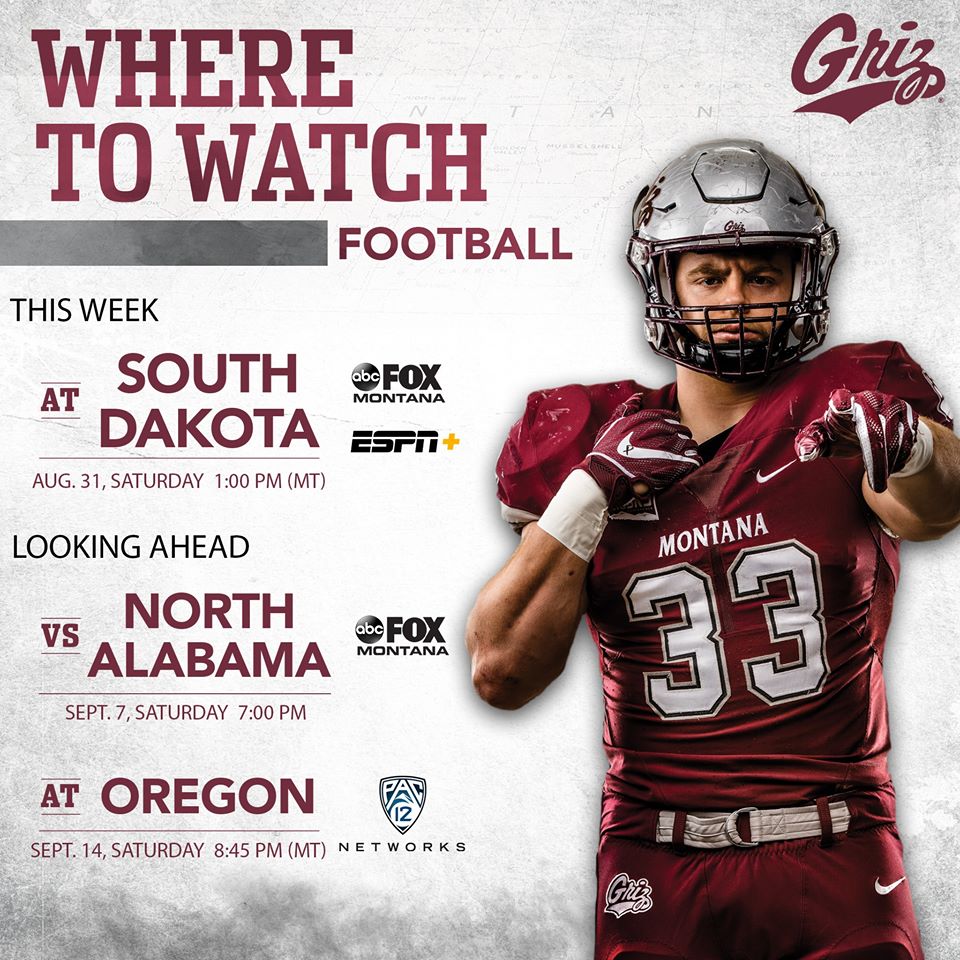 WHERE
TO WATCH
FOOTBALL
Griz
THIS WEEK
AT
SOUTH
DAKOTA
AUG. 31, SATURDAY 1:00 PM (MT)
abc FOX
MONTANA
ESPN+
LOOKING AHEAD
VS
NORTH
ALABAMA
SEPT. 7, SATURDAY 7:00 PM
abc FOX
MONTANA
AT
OREGON
SEPT. 14, SATURDAY 8:45 PM (MT)
PAC
12
NETWORKS
Griz
MONTANA
33
Griz
MONTAN
MUSSELSHELL